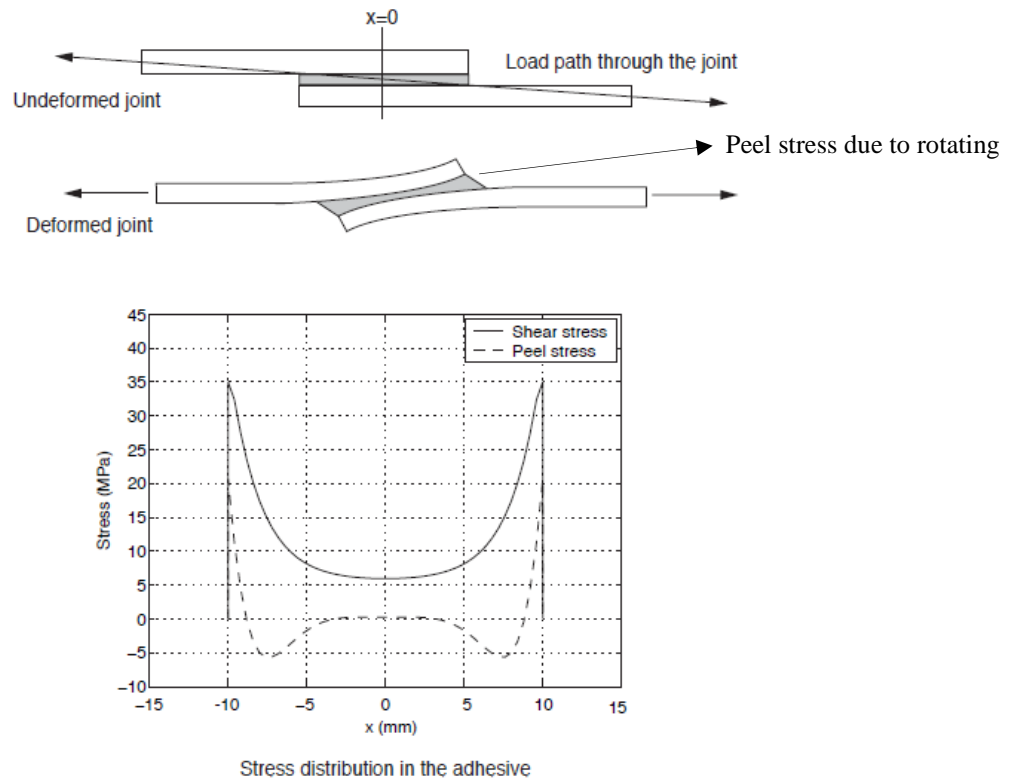 x=0
Load path through the joint
Undeformed joint
Peel stress due to rotating
Deformed joint
45
40
35
30
25
20
15
10
5
0
−5
−10
Stress (MPa)
Shear stress
Peel stress
−15
−10
−5
0
5
10
15
x (mm)
Stress distribution in the adhesive